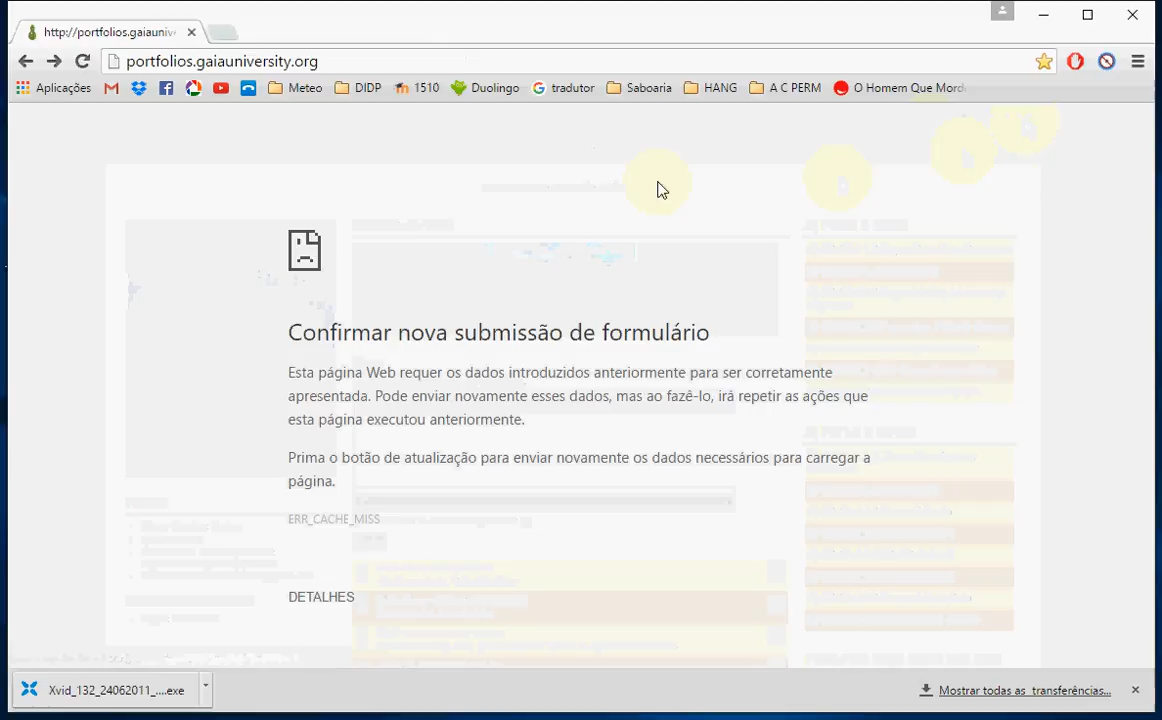 http://portfolios.gaiauniv
portfolios.gaiauniversity.org
Aplicações Meteo DIDP 1510 Duolingo tradutor Saboaria HANG A C PERM O Homem Que Mord
Confirmar nova submissão de formulário
Esta página Web requer os dados introduzidos anteriormente para ser corretamente
apresentada. Pode enviar novamente esses dados, mas ao fazê-lo, irá repetir as ações que
esta página executou anteriormente.
Prima o botão de atualização para enviar novamente os dados necessários para carregar a
página.
ERR_CACHE_MISS
DETALHES
Xvid_132_24062011_....exe
Mostrar todas as transferências...